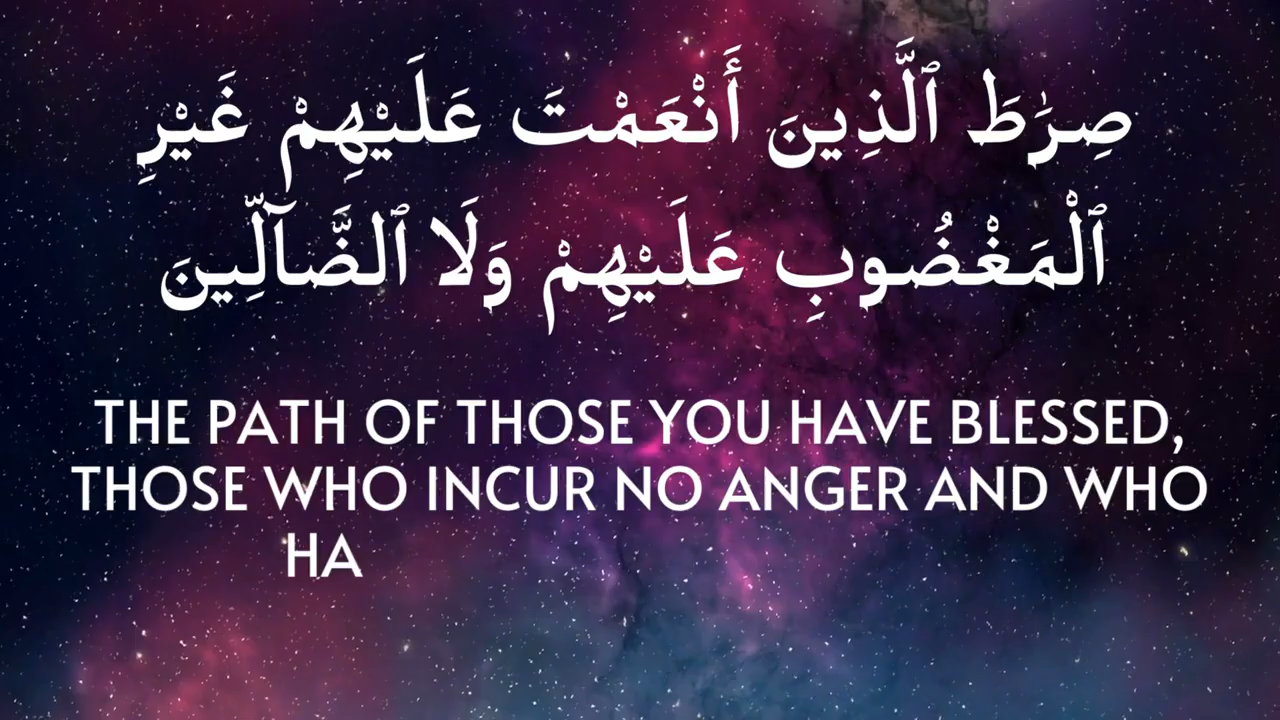 صِرَٰطَ ٱلَّذِينَ أَنْعَمْتَ عَلَيْهِمْ غَيْرِ
ٱلْمَغْضُوبِ عَلَيْهِمْ وَلَا ٱلضَّآلِّينَ
THE PATH OF THOSE YOU HAVE BLESSED,
THOSE WHO INCUR NO ANGER AND WHO
HA